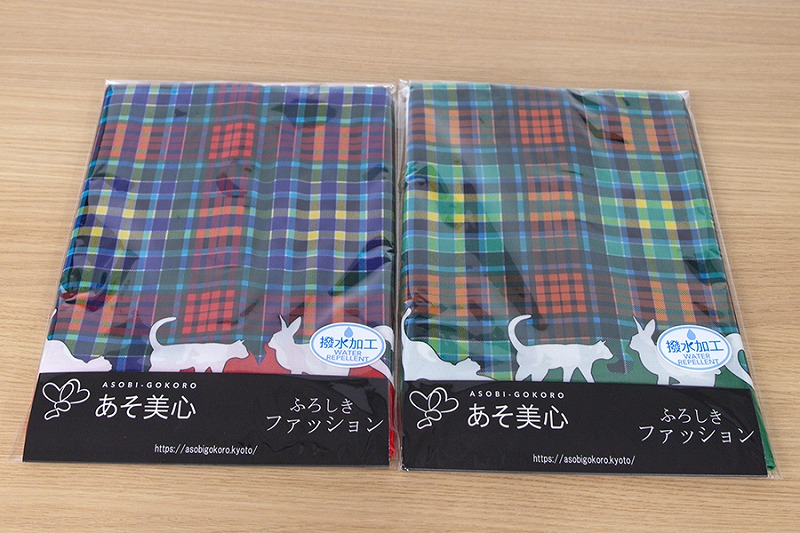 撥水加工
WATER
REPELLENT
ASOBI-GOKORO
あそ美心
ふろしき
ファッション
https://asobigokoro.kyoto/
撥水加工
WATER
REPELLENT
ASOBI-GOKORO
あそ美心
ふろしき
ファッション
https://asobigokoro.kyoto/